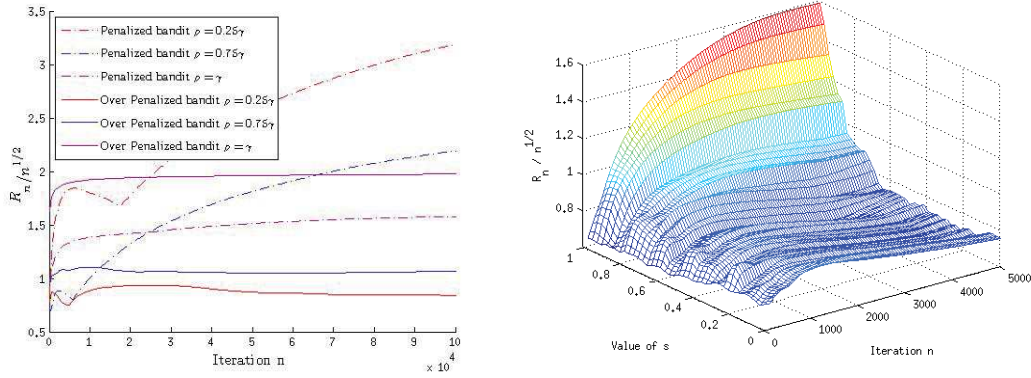 3.5
3
2.5
2
1.5
1
0.5
R_n/n^{1/2}
Penalized bandit ρ = 0.25γ
Penalized bandit ρ = 0.75γ
Penalized bandit ρ = γ
Over Penalized bandit ρ = 0.25γ
Over Penalized bandit ρ = 0.75γ
Over Penalized bandit ρ = γ
0 1 2 3 4 5 6 7 8 9 10
Iteration n
× 10^4
1.6
1.4
1.2
1
0.8
R_n / n^{1/2}
1
0.8
0.6
0.4
0.2
0
Value of s
0
1000
2000
3000
4000
5000
Iteration n